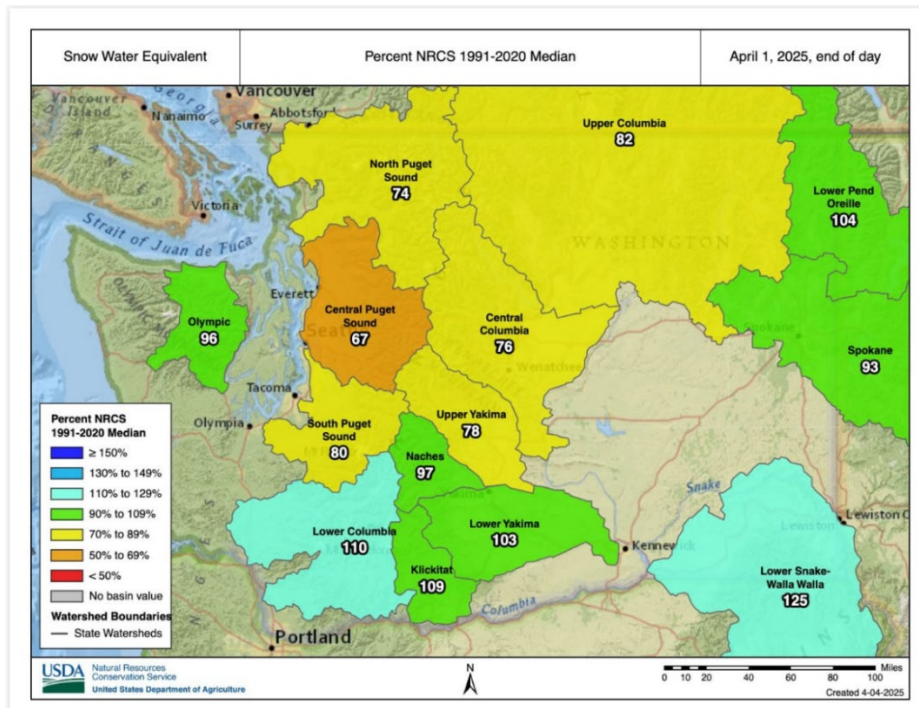 Snow Water Equivalent
Percent NRCS 1991-2020 Median
April 1, 2025, end of day
Vancouver
Island
Georgia
Vancouver
Nanaimo
Surrey
Abbotsford
Victoria
Strait of Juan de Fuca
North Puget
Sound
74
Upper Columbia
82
Lower Pend
Oreille
104
WASHINGTON
Everett
Central Puget
Sound
67
Olympic
96
Central
Columbia
76
Wenatchee
Spokane
Spokane
93
Tacoma
Olympia
South Puget
Sound
80
Upper Yakima
78
Naches
97
Yakima
Snake
Lewiston
Lewiston C
Lower Columbia
110
Lower Yakima
103
Kennewick
Klickitat
109
Columbia
Lower Snake-
Walla Walla
125
Portland
Percent NRCS
1991-2020 Median
≥ 150%
130% to 149%
110% to 129%
90% to 109%
70% to 89%
50% to 69%
< 50%
No basin value
Watershed Boundaries
State Watersheds
USDA
Natural Resources
Conservation Service
United States Department of Agriculture
N
0 10 20 40 60 80 100
Miles
Created 4-04-2025